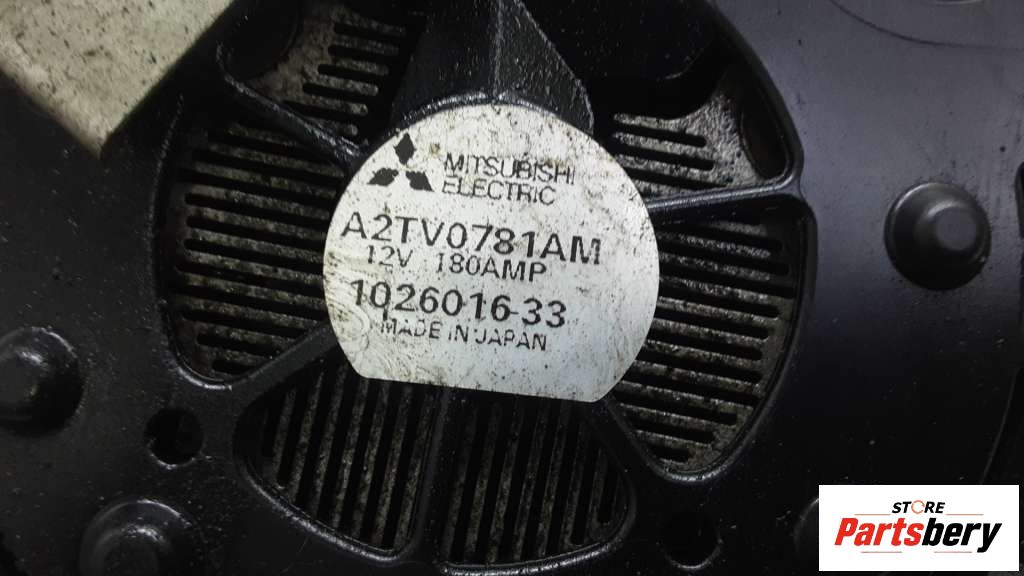 MITSUBISHI
ELECTRIC
A2TV0781AM
12V 180AMP
1026016-33
MADE IN JAPAN
STORE
Partsbery